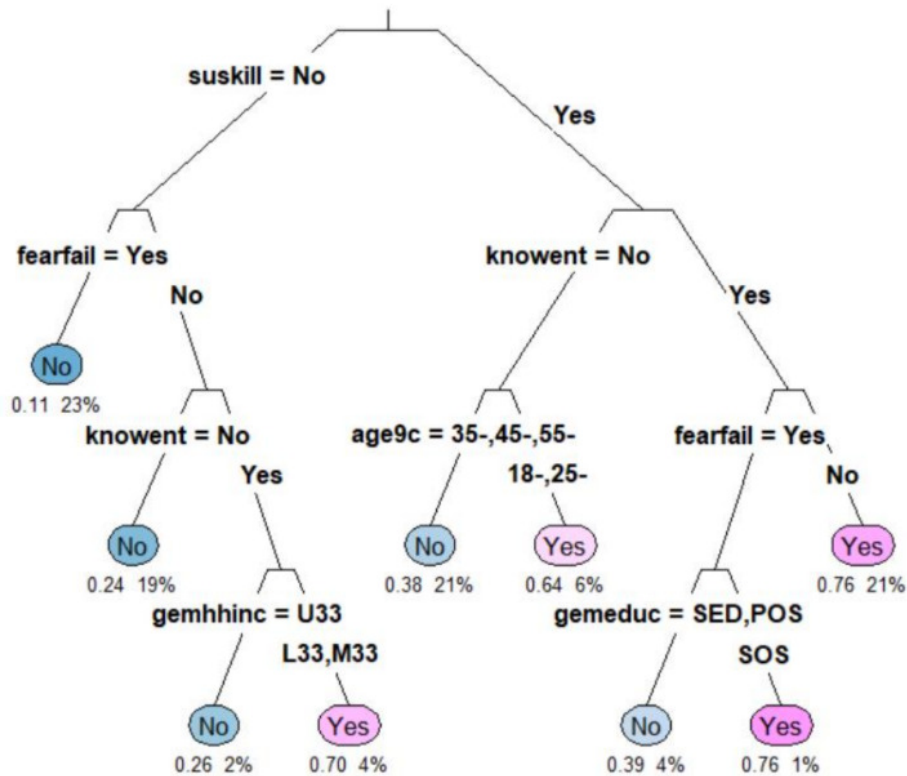 suskill = No
Yes
fearfail = Yes
No
knowent = No
Yes
No
0.11 23%
knowent = No
Yes
age9c = 35-,45-,55-
18-,25-
fearfail = Yes
No
No
0.24 19%
No
0.38 21%
Yes
0.64 6%
Yes
0.76 21%
gemhhinc = U33
L33,M33
gemeduc = SED,POS
SOS
No
0.26 2%
Yes
0.70 4%
No
0.39 4%
Yes
0.76 1%